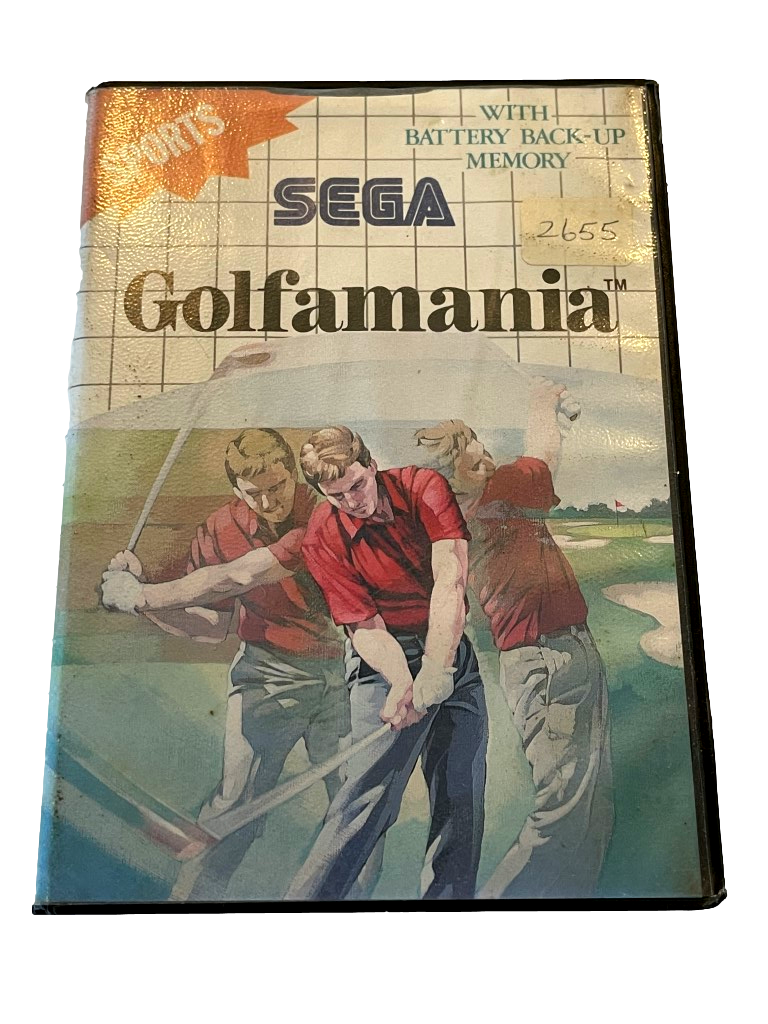 SPORTS
WITH
BATTERY BACK-UP
MEMORY
SEGA
2655
Golfamania™